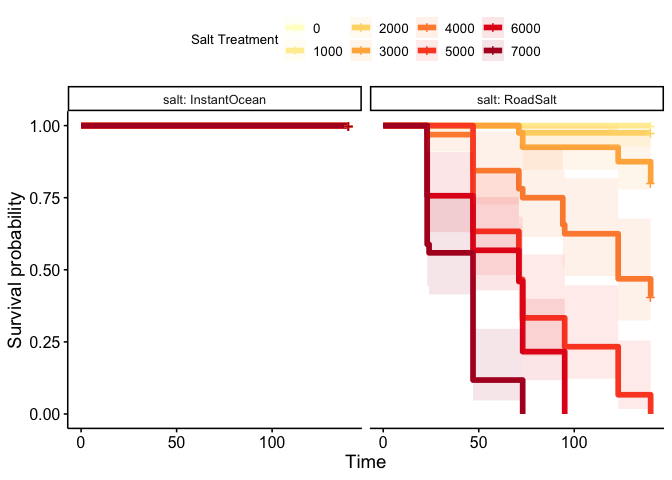 Salt Treatment 0 2000 4000 6000
1000 3000 5000 7000
salt: InstantOcean salt: RoadSalt
1.00
0.75
0.50
0.25
0.00
0 50 100 0 50 100
Time
Survival probability